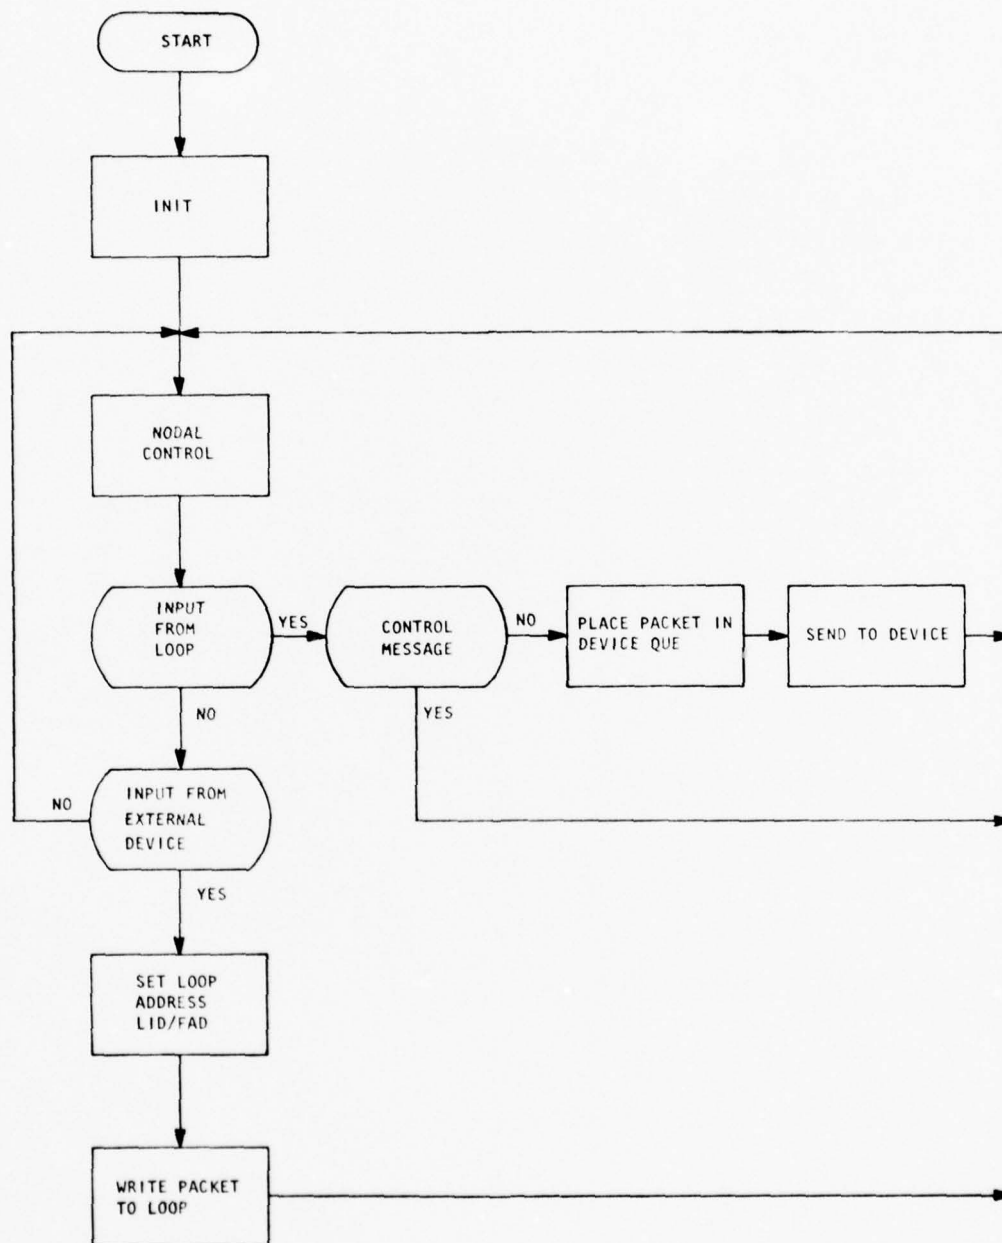 START
INIT
NODAL
CONTROL
INPUT
FROM
LOOP
YES
CONTROL
MESSAGE
NO
PLACE PACKET IN
DEVICE QUE
SEND TO DEVICE
NO
YES
NO
INPUT FROM
EXTERNAL
DEVICE
YES
SET LOOP
ADDRESS
LID/FAD
WRITE PACKET
TO LOOP